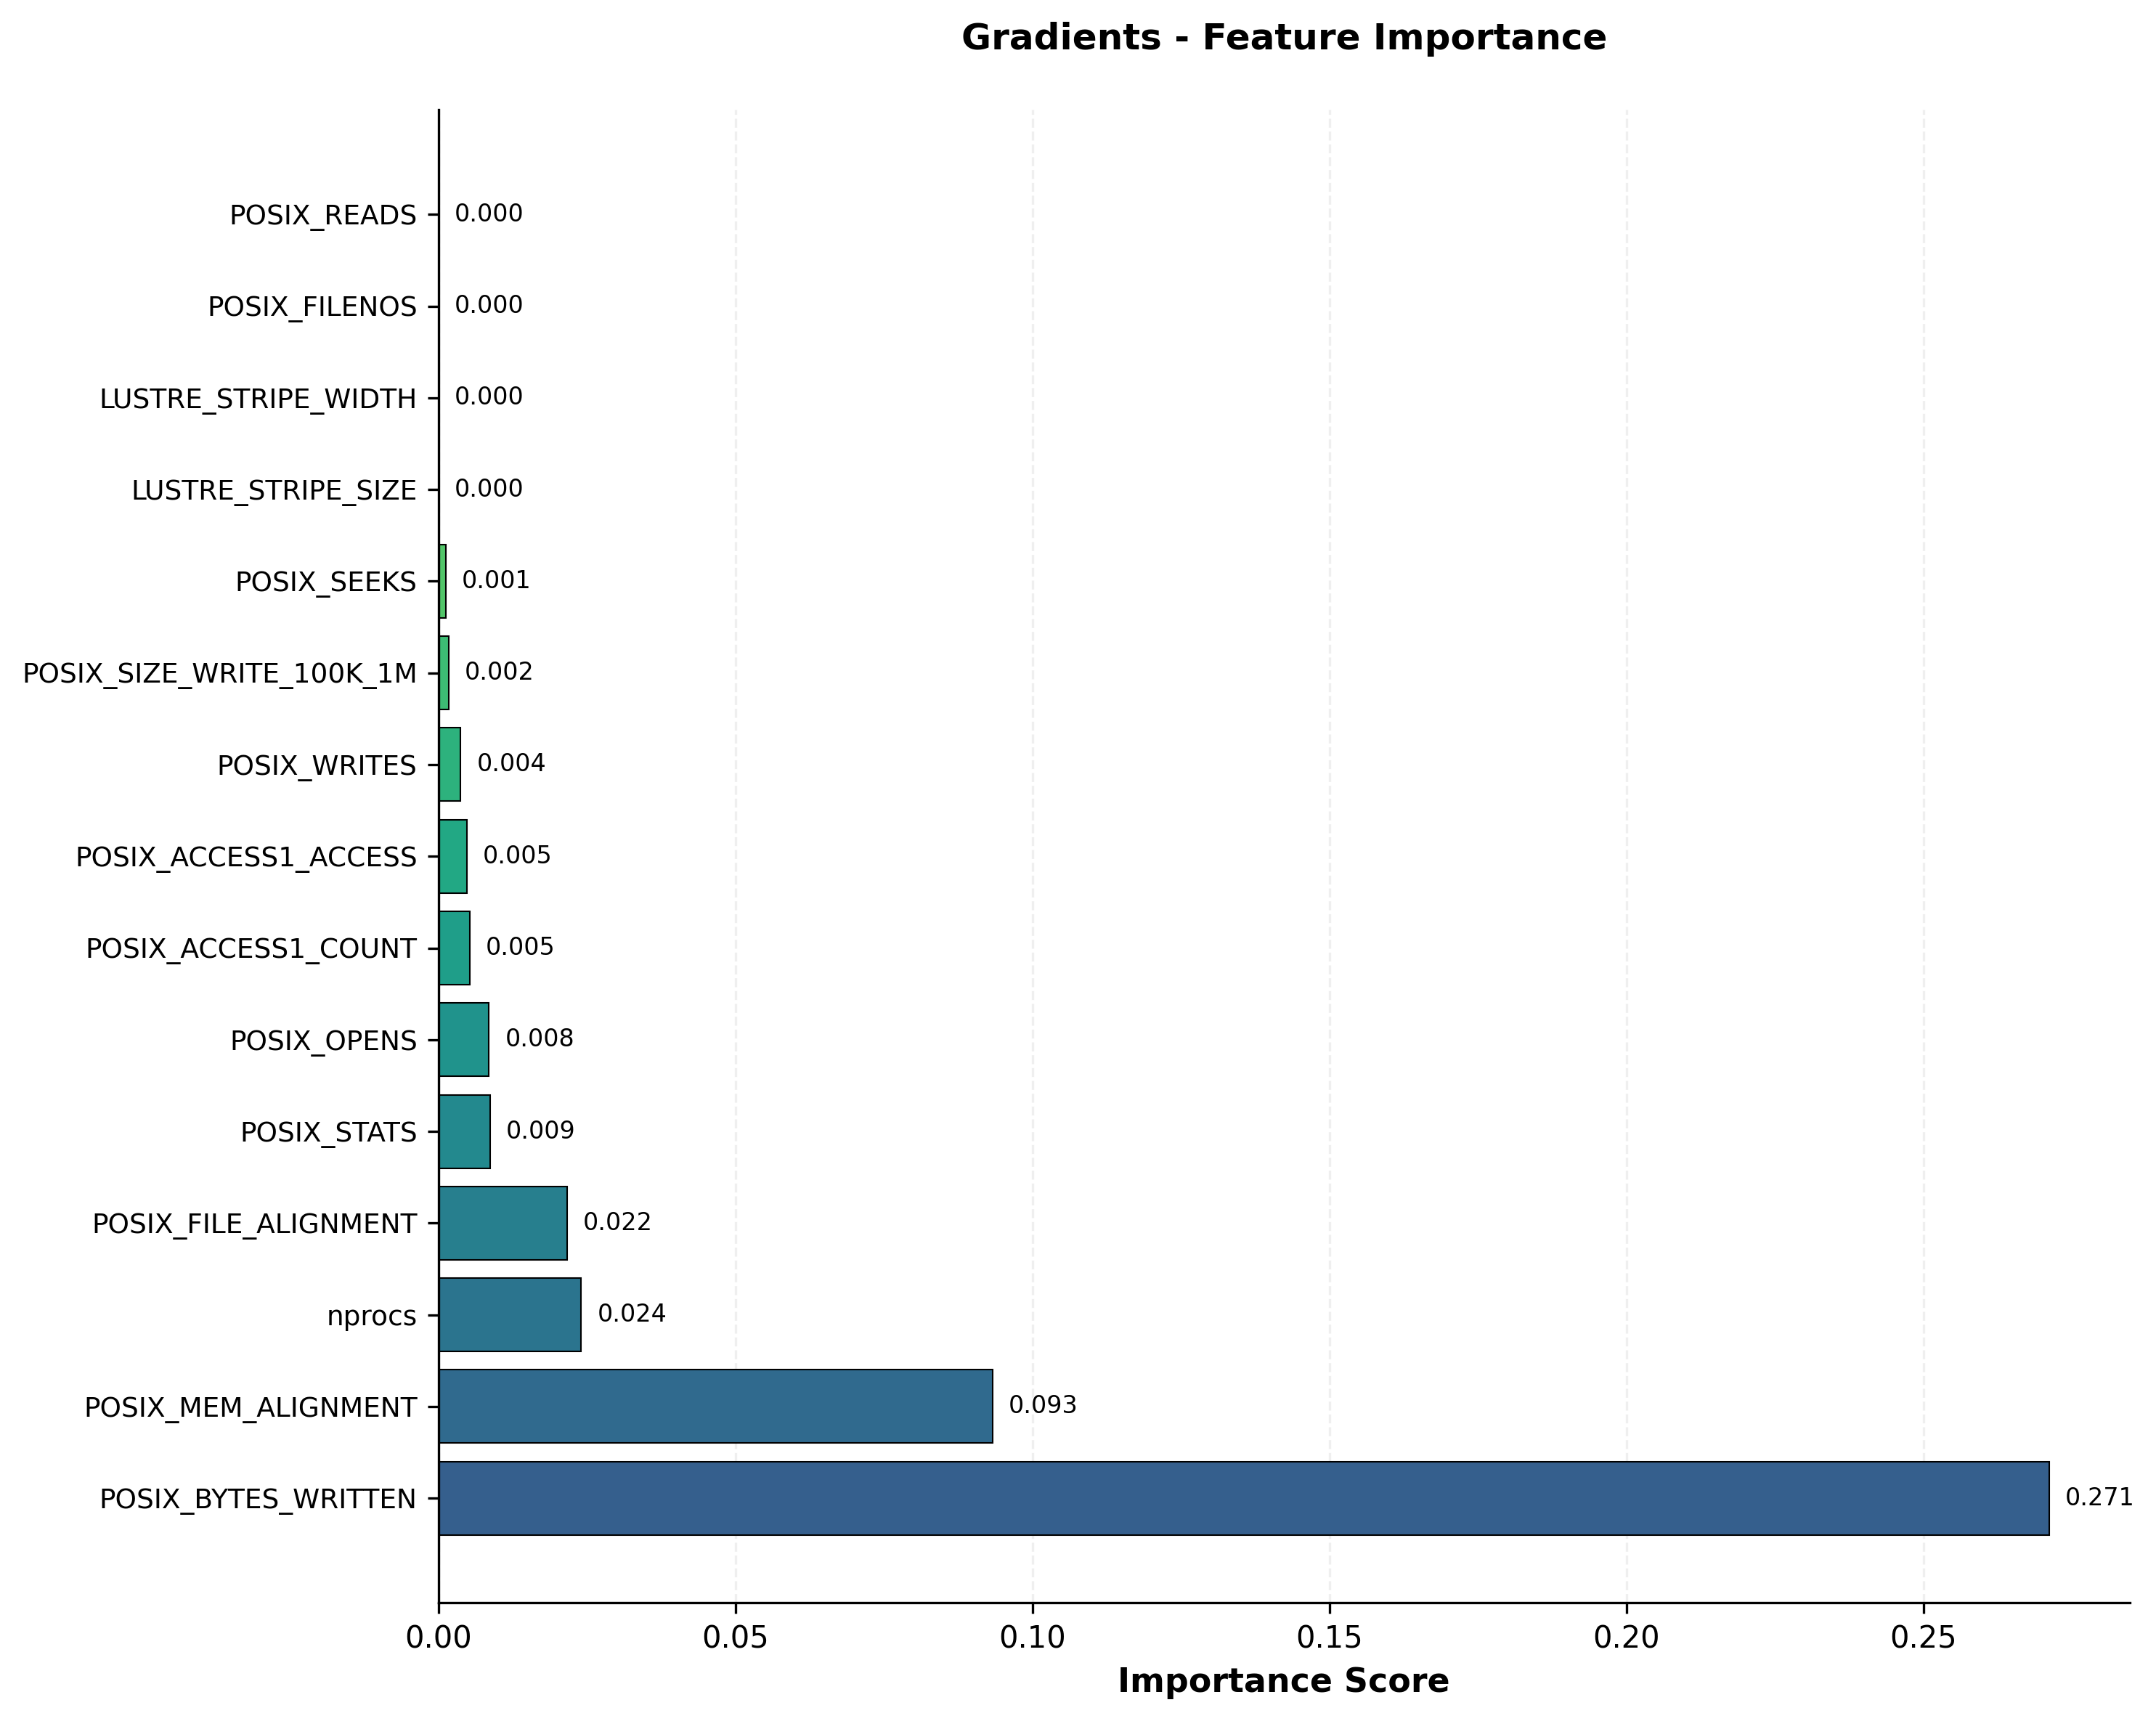 Gradients - Feature Importance
POSIX_READS 0.000
POSIX_FILENOS 0.000
LUSTRE_STRIPE_WIDTH 0.000
LUSTRE_STRIPE_SIZE 0.000
POSIX_SEEKS 0.001
POSIX_SIZE_WRITE_100K_1M 0.002
POSIX_WRITES 0.004
POSIX_ACCESS1_ACCESS 0.005
POSIX_ACCESS1_COUNT 0.005
POSIX_OPENS 0.008
POSIX_STATS 0.009
POSIX_FILE_ALIGNMENT 0.022
nprocs 0.024
POSIX_MEM_ALIGNMENT 0.093
POSIX_BYTES_WRITTEN 0.271
0.00 0.05 0.10 0.15 0.20 0.25
Importance Score